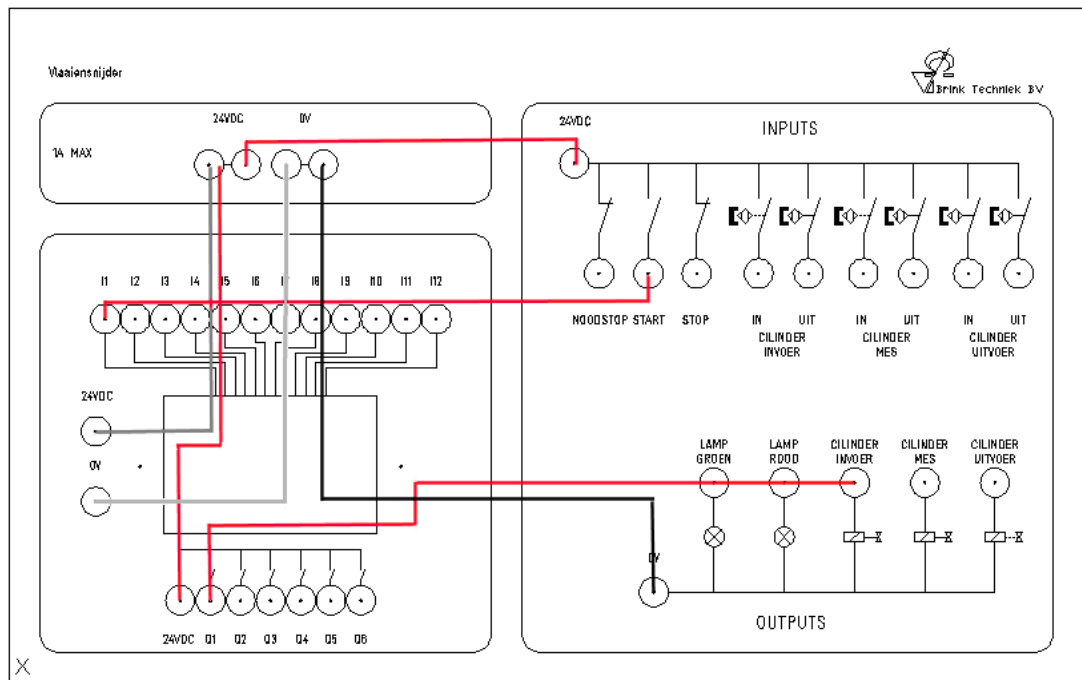 Vlaaiensnijder
Brink Techniek BV
24VDC 0V
1A MAX
24VDC
INPUTS
I1 I2 I3 I4 I5 I6 I7 I8 I9 I10 I11 I12
NOODSTOP START STOP IN UIT IN UIT IN UIT
CILINDER INVOER
CILINDER MES
CILINDER UITVOER
24VDC
0V
LAMP GROEN
LAMP ROOD
CILINDER INVOER
CILINDER MES
CILINDER UITVOER
0V
24VDC Q1 Q2 Q3 Q4 Q5 Q6
OUTPUTS
X